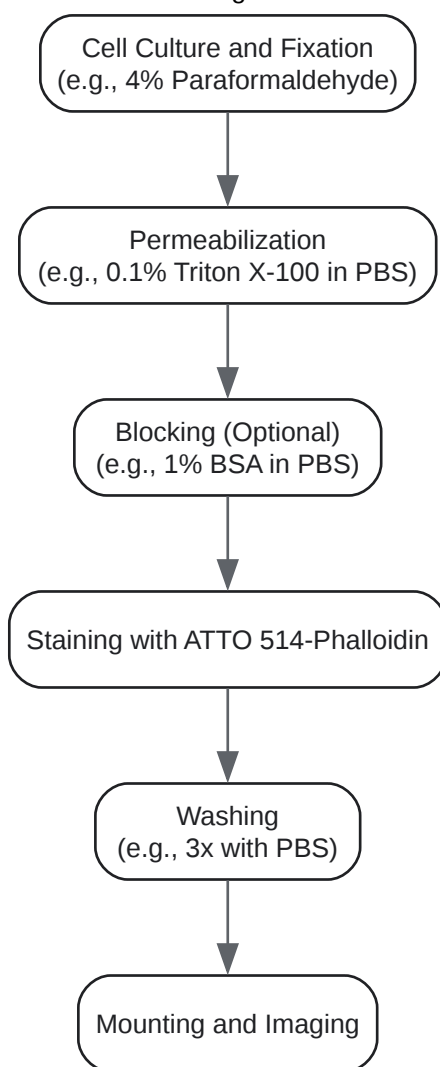 Cell Culture and Fixation
(e.g., 4% Paraformaldehyde)
Permeabilization
(e.g., 0.1% Triton X-100 in PBS)
Blocking (Optional)
(e.g., 1% BSA in PBS)
Staining with ATTO 514-Phalloidin
Washing
(e.g., 3x with PBS)
Mounting and Imaging